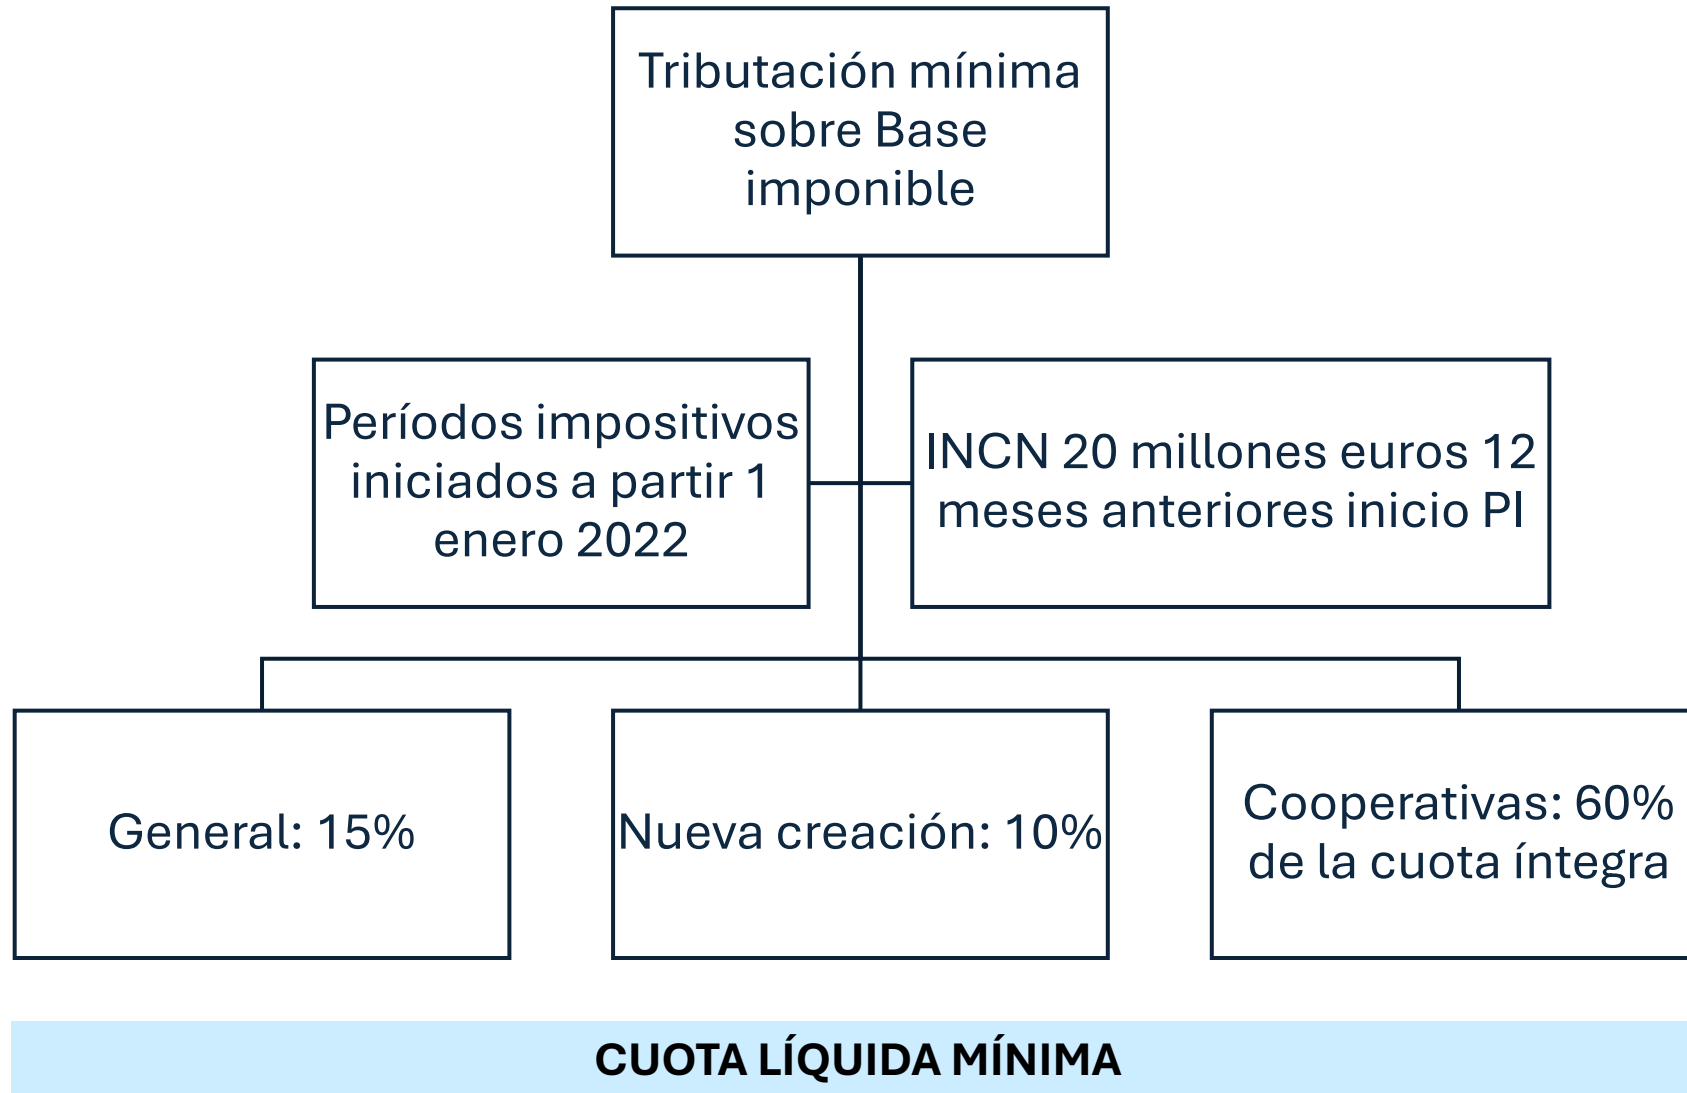 Tributación mínima
sobre Base
imponible
Períodos impositivos
iniciados a partir 1
enero 2022
INCN 20 millones euros 12
meses anteriores inicio PI
General: 15%
Nueva creación: 10%
Cooperativas: 60%
de la cuota íntegra
CUOTA LÍQUIDA MÍNIMA